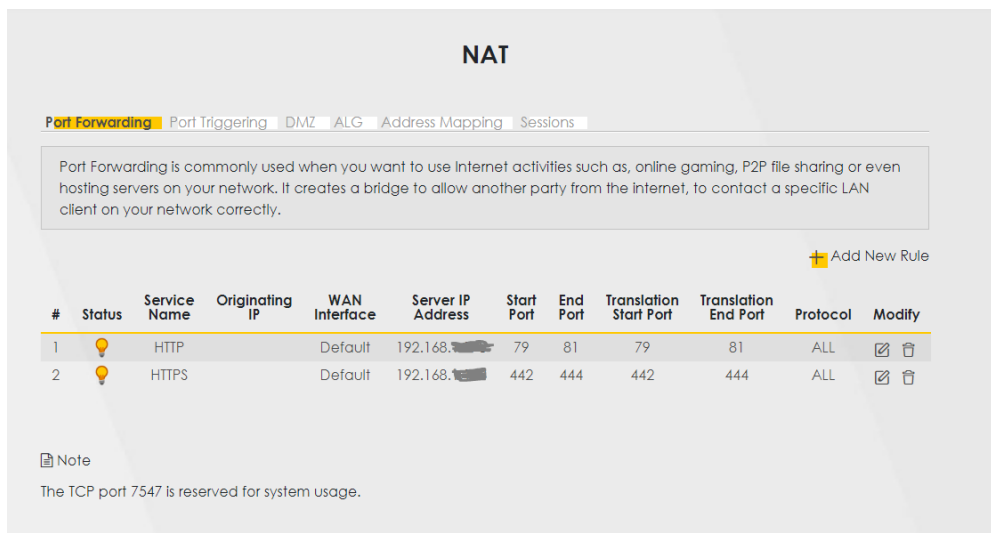 NAT
Port Forwarding Port Triggering DMZ ALG Address Mapping Sessions
Port Forwarding is commonly used when you want to use Internet activities such as, online gaming, P2P file sharing or even
hosting servers on your network. It creates a bridge to allow another party from the internet, to contact a specific LAN
client on your network correctly.
Add New Rule
# Status Service Name Originating IP WAN Interface Server IP Address Start Port End Port Translation Start Port Translation End Port Protocol Modify
1 HTTP Default 192.168. 79 81 79 81 ALL
2 HTTPS Default 192.168. 442 444 442 444 ALL
Note
The TCP port 7547 is reserved for system usage.